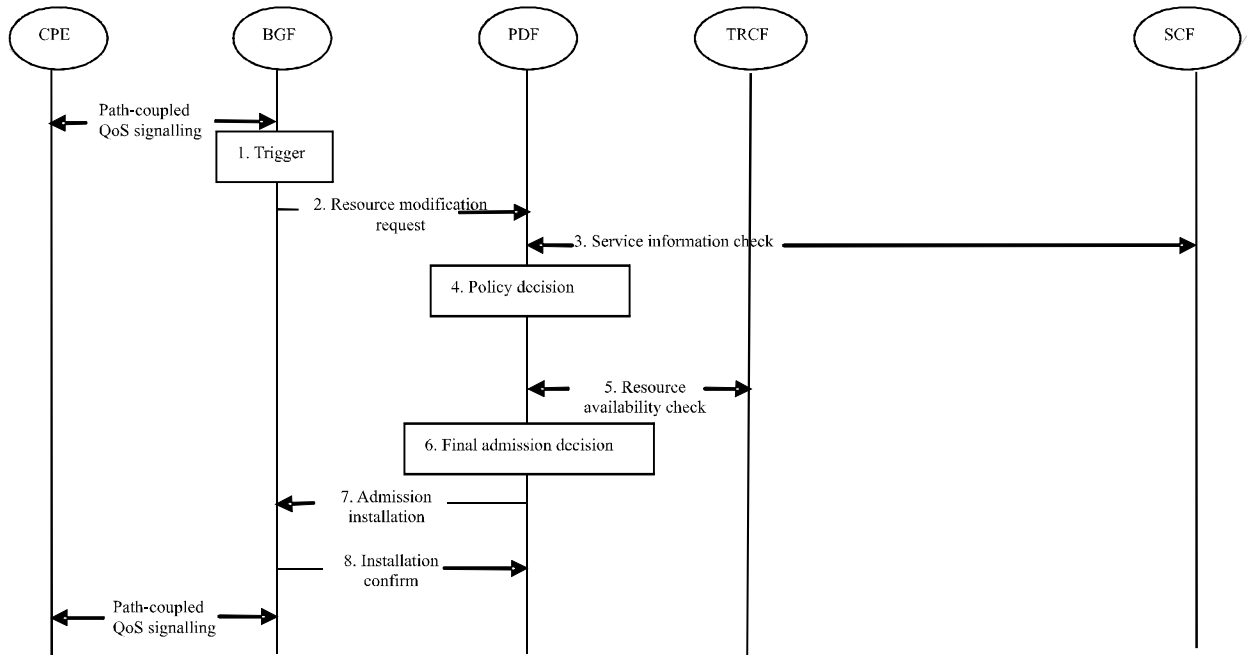 CPE
BGF
PDF
TRCF
SCF
Path-coupled
QoS signalling
1. Trigger
2. Resource modification
request
3. Service information check
4. Policy decision
5. Resource
availability check
6. Final admission decision
7. Admission
installation
8. Installation
confirm
Path-coupled
QoS signalling